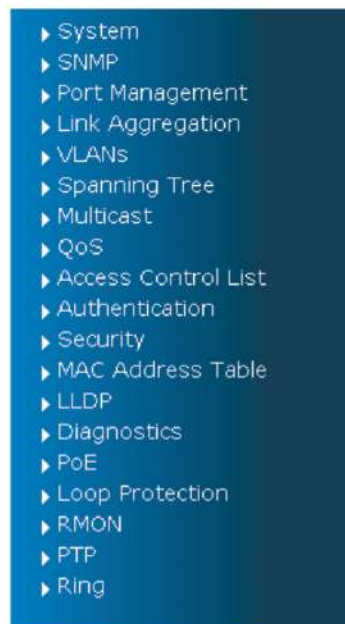 System
SNMP
Port Management
Link Aggregation
VLANs
Spanning Tree
Multicast
QoS
Access Control List
Authentication
Security
MAC Address Table
LLDP
Diagnostics
PoE
Loop Protection
RMON
PTP
Ring